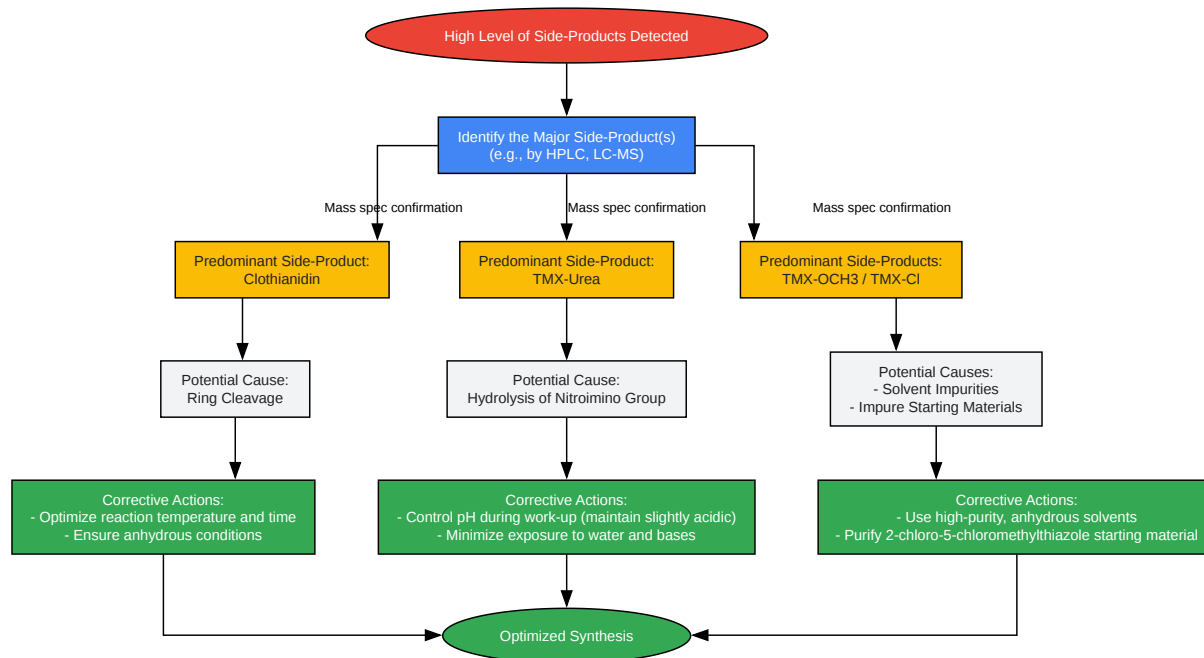 High Level of Side-Products Detected
Identify the Major Side-Product(s)
(e.g., by HPLC, LC-MS)
Mass spec confirmation
Mass spec confirmation
Mass spec confirmation
Predominant Side-Product:
Clothianidin
Predominant Side-Product:
TMX-Urea
Predominant Side-Products:
TMX-OCH3 / TMX-Cl
Potential Cause:
Ring Cleavage
Potential Cause:
Hydrolysis of Nitroimino Group
Potential Causes:
- Solvent Impurities
- Impure Starting Materials
Corrective Actions:
- Optimize reaction temperature and time
- Ensure anhydrous conditions
Corrective Actions:
- Control pH during work-up (maintain slightly acidic)
- Minimize exposure to water and bases
Corrective Actions:
- Use high-purity, anhydrous solvents
- Purify 2-chloro-5-chloromethylthiazole starting material
Optimized Synthesis